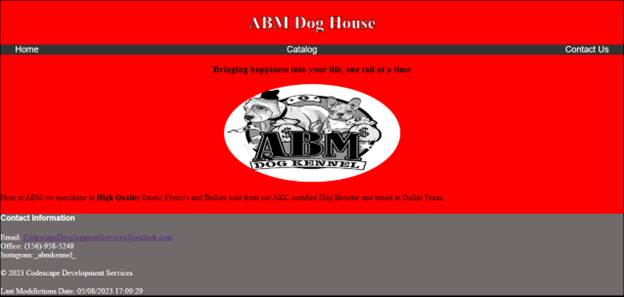 ABM Dog House
Home Catalog Contact Us
Bringing happiness into your life, one tail at a time
ABM
DOG KENNEL
Here at ABM we specialize in High Quality Exotic Frenci's and Bullies sold from our AXC certified Dog Breeder and based in Dallas Texas.
Contact Information
Email: CodescapeDevelopmentServices@outlook.com
Office: (156)-958-5248
Instagram:_abmkennel_
© 2023 Codescape Development Services
Last Modifictions Date: 05/08/2023 17:09:29